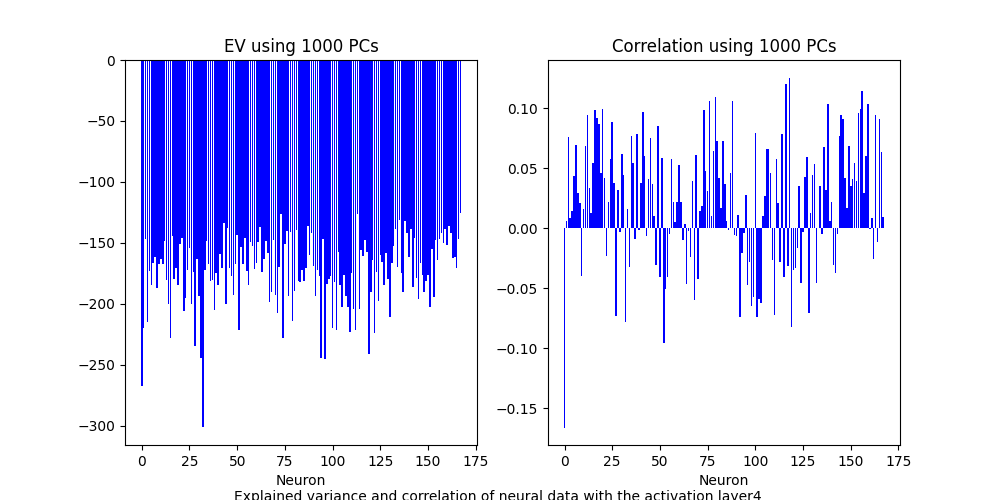 EV using 1000 PCs
Correlation using 1000 PCs
0
−50
−100
−150
−200
−250
−300
0.10
0.05
0.00
−0.05
−0.10
−0.15
0 25 50 75 100 125 150 175
0 25 50 75 100 125 150 175
Neuron
Neuron
Explained variance and correlation of neural data with the activation layer4